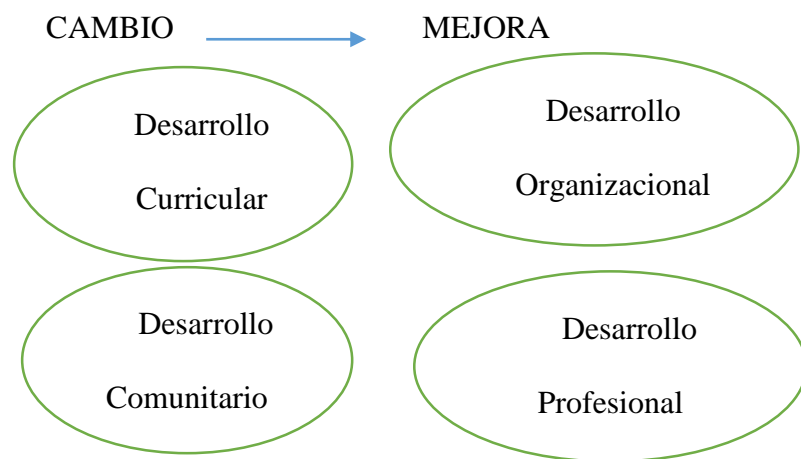 CAMBIO
MEJORA
Desarrollo
Curricular
Desarrollo
Organizacional
Desarrollo
Comunitario
Desarrollo
Profesional